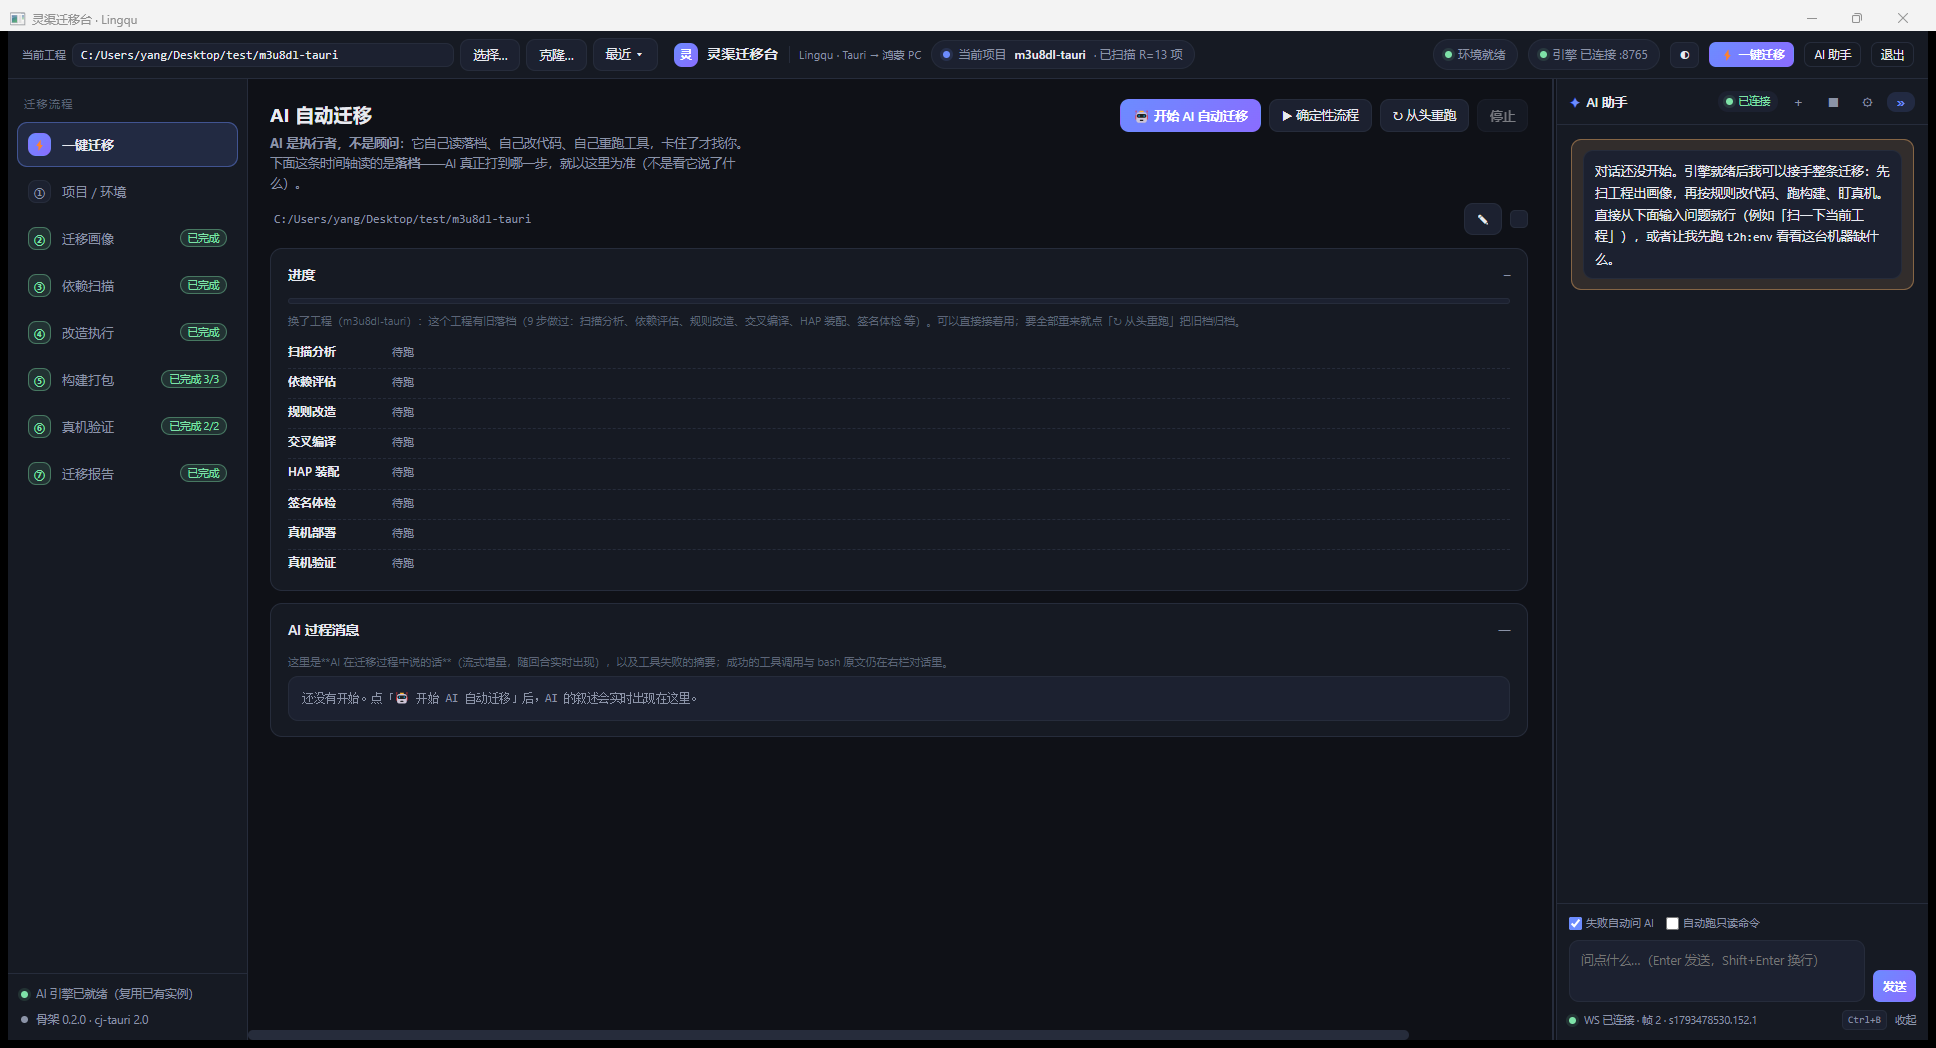 灵渠迁移台 · Lingqu
当前工程 C:/Users/yang/Desktop/test/m3u8dl-tauri 选择... 克隆... 最近 灵 灵渠迁移台 Lingqu · Tauri → 鸿蒙 PC 当前项目 m3u8dl-tauri · 已扫描 R=13 项 环境就绪 引擎 已连接 :8765 一键迁移 AI 助手 退出
迁移流程
一键迁移
① 项目 / 环境
② 迁移画像 已完成
③ 依赖扫描 已完成
④ 改造执行 已完成
⑤ 构建打包 已完成 3/3
⑥ 真机验证 已完成 2/2
⑦ 迁移报告 已完成
AI 引擎已就绪（复用已有实例）
骨架 0.2.0 · cj-tauri 2.0
AI 自动迁移
AI 是执行者，不是顾问：它自己读落档、自己改代码、自己重跑工具，卡住了才找你。
下面这条时间轴读的是落档——AI 真正打到哪一步，就以这里为准（不是看它说了什
么）。
开始 AI 自动迁移 ▶ 确定性流程 ↻ 从头重跑 停止
C:/Users/yang/Desktop/test/m3u8dl-tauri
进度
换了工程（m3u8dl-tauri）：这个工程有旧落档（9 步做过：扫描分析、依赖评估、规则改造、交叉编译、HAP 装配、签名体检 等）。可以直接接着用；要全部重来就点「↻ 从头重跑」把旧档归档。
扫描分析 待跑
依赖评估 待跑
规则改造 待跑
交叉编译 待跑
HAP 装配 待跑
签名体检 待跑
真机部署 待跑
真机验证 待跑
AI 过程消息
这里是**AI 在迁移过程中说的话**（流式增量，随回合实时出现），以及工具失败的摘要；成功的工具调用与 bash 原文仍在右栏对话里。
还没有开始。点「🤖 开始 AI 自动迁移」后，AI 的叙述会实时出现在这里。
AI 助手 已连接 + »
对话还没开始。引擎就绪后我可以接手整条迁移：先
扫工程出画像，再按规则改代码、跑构建、盯真机。
直接从下面输入问题就行（例如「扫一下当前工
程」），或者让我先跑 t2h:env 看看这台机器缺什
么。
失败自动问 AI 自动跑只读命令
问点什么...（Enter 发送，Shift+Enter 换行）
发送
WS 已连接 · 帧 2 · s1793478530.152.1 Ctrl+B 收起